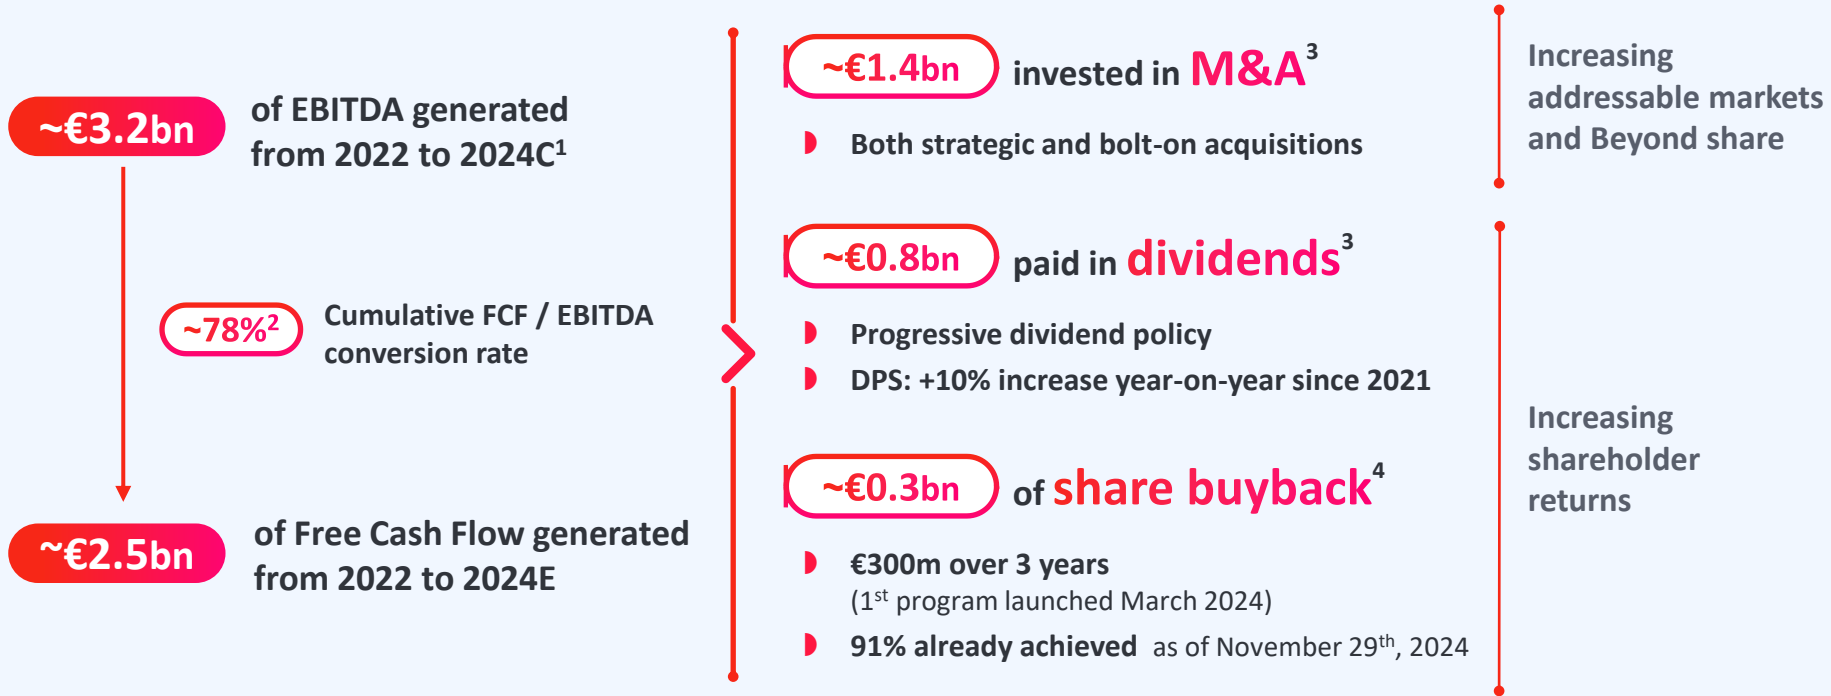 ~€3.2bn
of EBITDA generated
from 2022 to 2024C¹
~78%²
Cumulative FCF / EBITDA
conversion rate
~€2.5bn
of Free Cash Flow generated
from 2022 to 2024E
~€1.4bn invested in M&A³
Both strategic and bolt-on acquisitions
~€0.8bn paid in dividends³
Progressive dividend policy
DPS: +10% increase year-on-year since 2021
~€0.3bn of share buyback⁴
€300m over 3 years
(1st program launched March 2024)
91% already achieved as of November 29th, 2024
Increasing
addressable markets
and Beyond share
Increasing
shareholder
returns